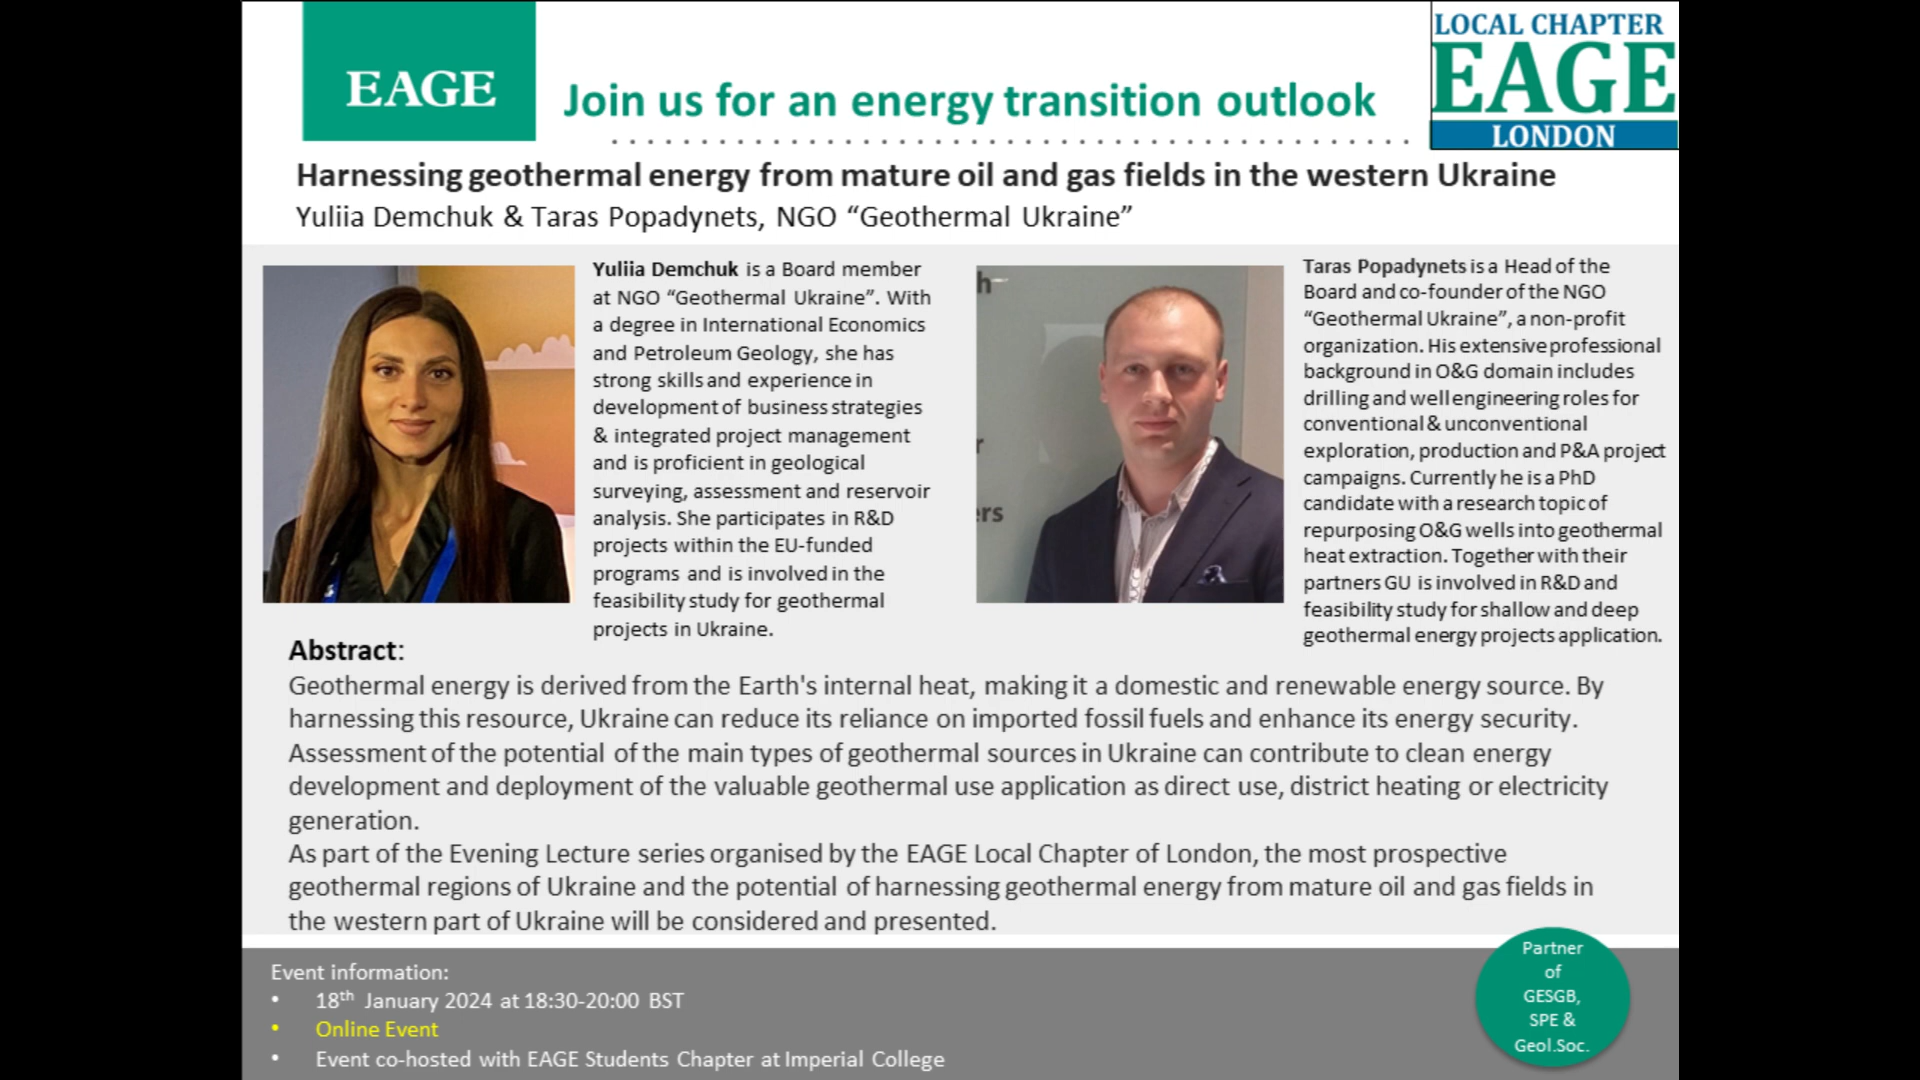 EAGE
Join us for an energy transition outlook
LOCAL CHAPTER
EAGE
LONDON
Harnessing geothermal energy from mature oil and gas fields in the western Ukraine
Yuliia Demchuk & Taras Popadynets, NGO “Geothermal Ukraine”
Yuliia Demchuk is a Board member
at NGO “Geothermal Ukraine”. With
a degree in International Economics
and Petroleum Geology, she has
strong skills and experience in
development of business strategies
& integrated project management
and is proficient in geological
surveying, assessment and reservoir
analysis. She participates in R&D
projects within the EU-funded
programs and is involved in the
feasibility study for geothermal
projects in Ukraine.
h
r
ers
Taras Popadynets is a Head of the
Board and co-founder of the NGO
“Geothermal Ukraine”, a non-profit
organization. His extensive professional
background in O&G domain includes
drilling and well engineering roles for
conventional & unconventional
exploration, production and P&A project
campaigns. Currently he is a PhD
candidate with a research topic of
repurposing O&G wells into geothermal
heat extraction. Together with their
partners GU is involved in R&D and
feasibility study for shallow and deep
geothermal energy projects application.
Abstract:
Geothermal energy is derived from the Earth's internal heat, making it a domestic and renewable energy source. By
harnessing this resource, Ukraine can reduce its reliance on imported fossil fuels and enhance its energy security.
Assessment of the potential of the main types of geothermal sources in Ukraine can contribute to clean energy
development and deployment of the valuable geothermal use application as direct use, district heating or electricity
generation.
As part of the Evening Lecture series organised by the EAGE Local Chapter of London, the most prospective
geothermal regions of Ukraine and the potential of harnessing geothermal energy from mature oil and gas fields in
the western part of Ukraine will be considered and presented.
Event information:
• 18th January 2024 at 18:30-20:00 BST
• Online Event
• Event co-hosted with EAGE Students Chapter at Imperial College
Partner
of
GESGB,
SPE &
Geol.Soc.